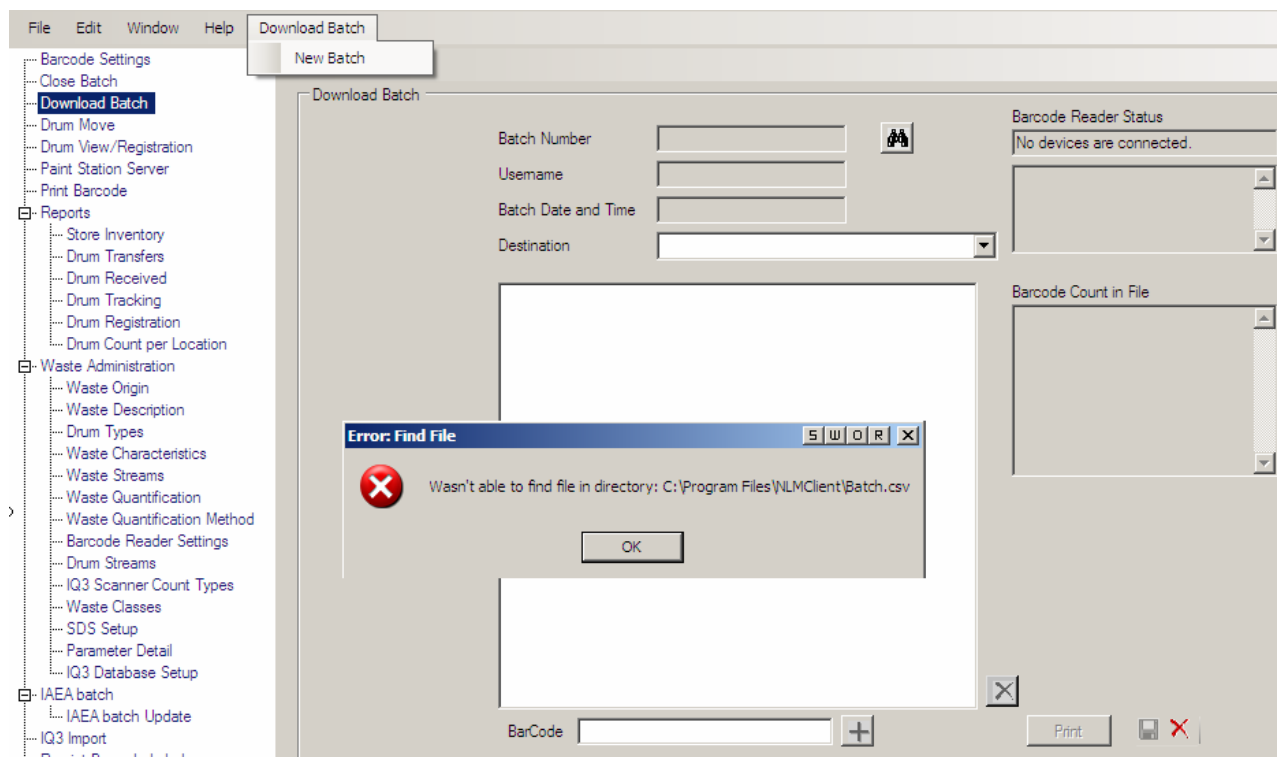 File Edit Window Help Download Batch
New Batch
Barcode Settings
Close Batch
Download Batch
Drum Move
Drum View/Registration
Paint Station Server
Print Barcode
Reports
Store Inventory
Drum Transfers
Drum Received
Drum Tracking
Drum Registration
Drum Count per Location
Waste Administration
Waste Origin
Waste Description
Drum Types
Waste Characteristics
Waste Streams
Waste Quantification
Waste Quantification Method
Barcode Reader Settings
Drum Streams
IQ3 Scanner Count Types
Waste Classes
SDS Setup
Parameter Detail
IQ3 Database Setup
IAEA batch
IAEA batch Update
IQ3 Import
Download Batch
Batch Number
Username
Batch Date and Time
Destination
Barcode Reader Status
No devices are connected.
Barcode Count in File
Error: Find File S W O R X
Wasn't able to find file in directory: C:\Program Files\NLMClient\Batch.csv
OK
BarCode
Print